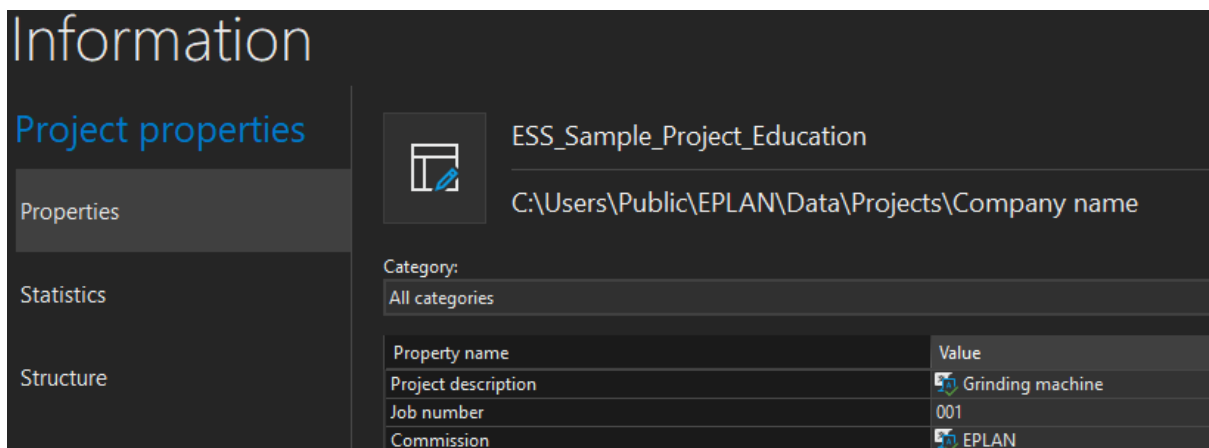 Information
Project properties
Properties
Statistics
Structure
ESS_Sample_Project_Education
C:\Users\Public\EPLAN\Data\Projects\Company name
Category:
All categories
Property name Value
Project description Grinding machine
Job number 001
Commission EPLAN